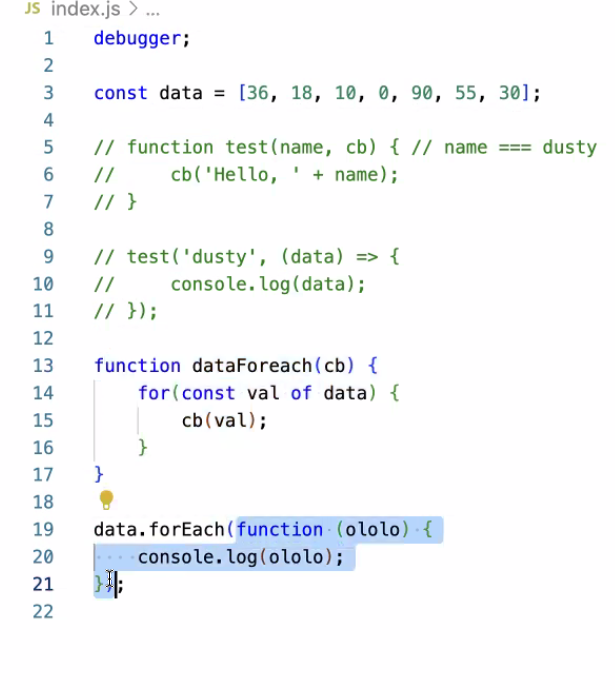 JS index.js > ...
1 debugger;
2
3 const data = [36, 18, 10, 0, 90, 55, 30];
4
5 // function test(name, cb) { // name === dusty
6 //     cb('Hello, ' + name);
7 // }
8
9 // test('dusty', (data) => {
10 //     console.log(data);
11 // });
12
13 function dataForeach(cb) {
14     for(const val of data) {
15         cb(val);
16     }
17 }
18
19 data.forEach(function (ololo) {
20     console.log(ololo);
21 });
22